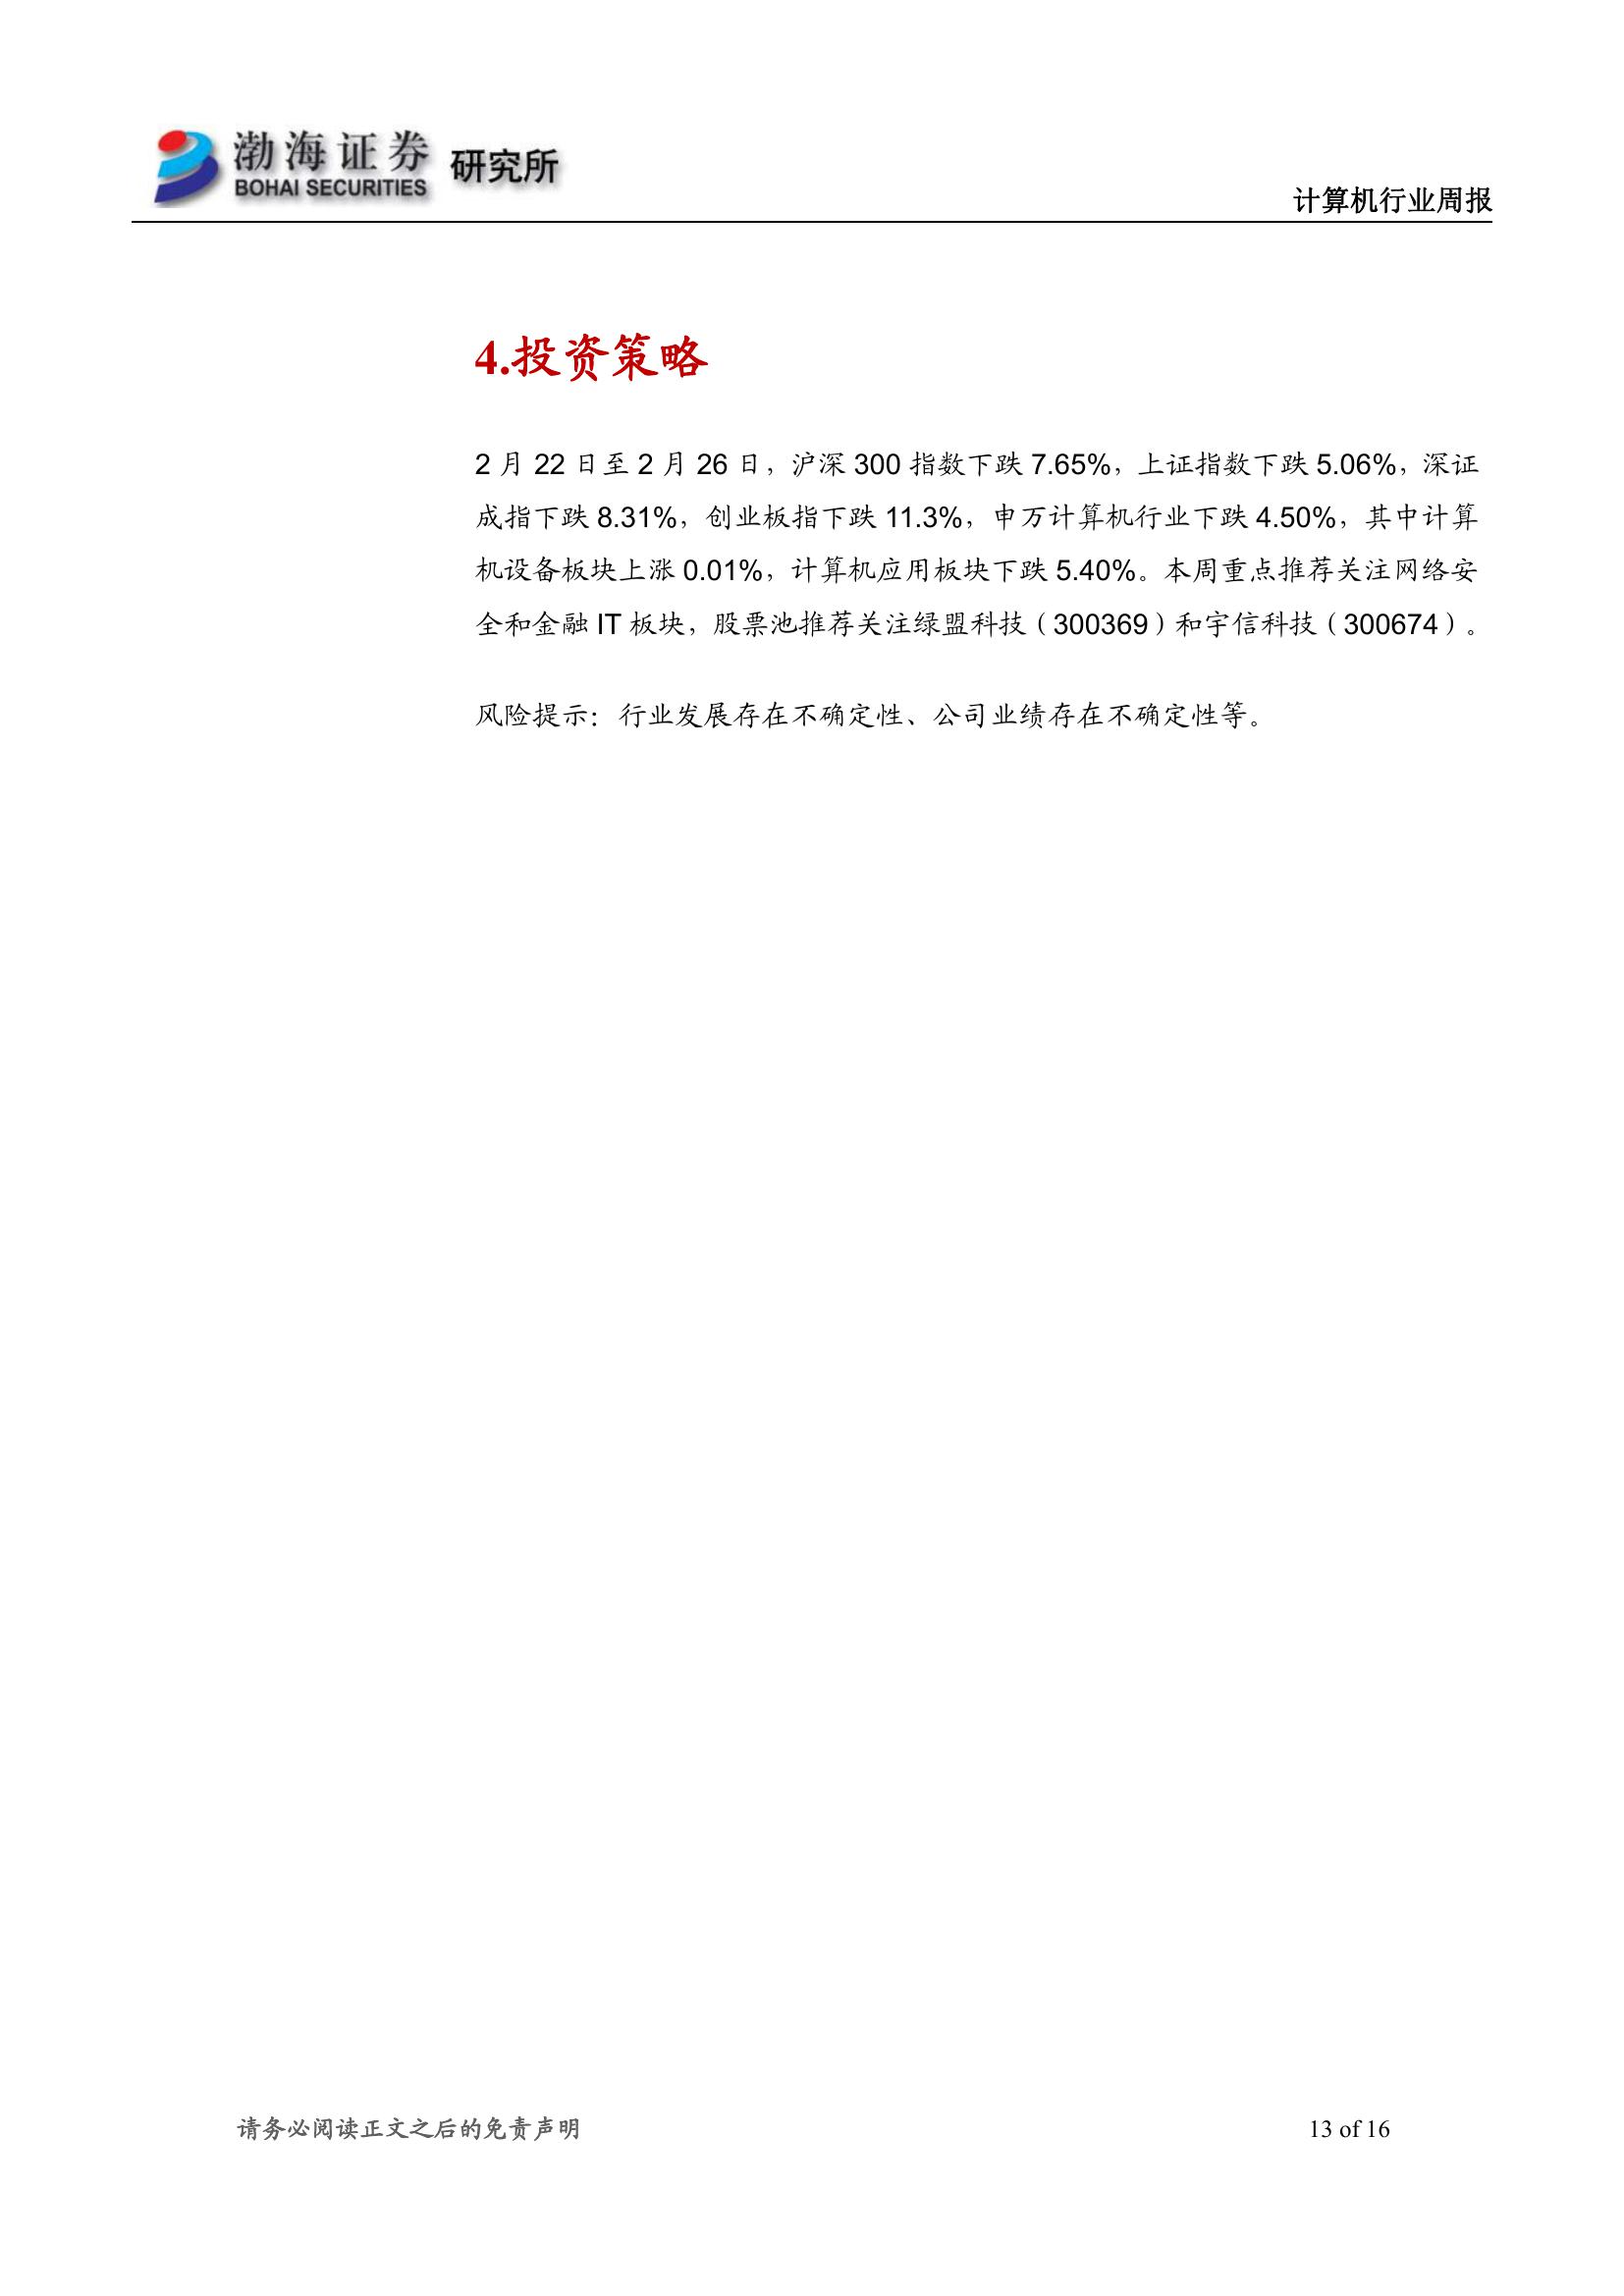 渤海证券 研究所
BOHAI SECURITIES
计算机行业周报
4.投资策略
2 月 22 日至 2 月 26 日，沪深 300 指数下跌 7.65%，上证指数下跌 5.06%，深证
成指下跌 8.31%，创业板指下跌 11.3%，申万计算机行业下跌 4.50%，其中计算
机设备板块上涨 0.01%，计算机应用板块下跌 5.40%。本周重点推荐关注网络安
全和金融 IT 板块，股票池推荐关注绿盟科技（300369）和宇信科技（300674）。
风险提示：行业发展存在不确定性、公司业绩存在不确定性等。
请务必阅读正文之后的免责声明
13 of 16